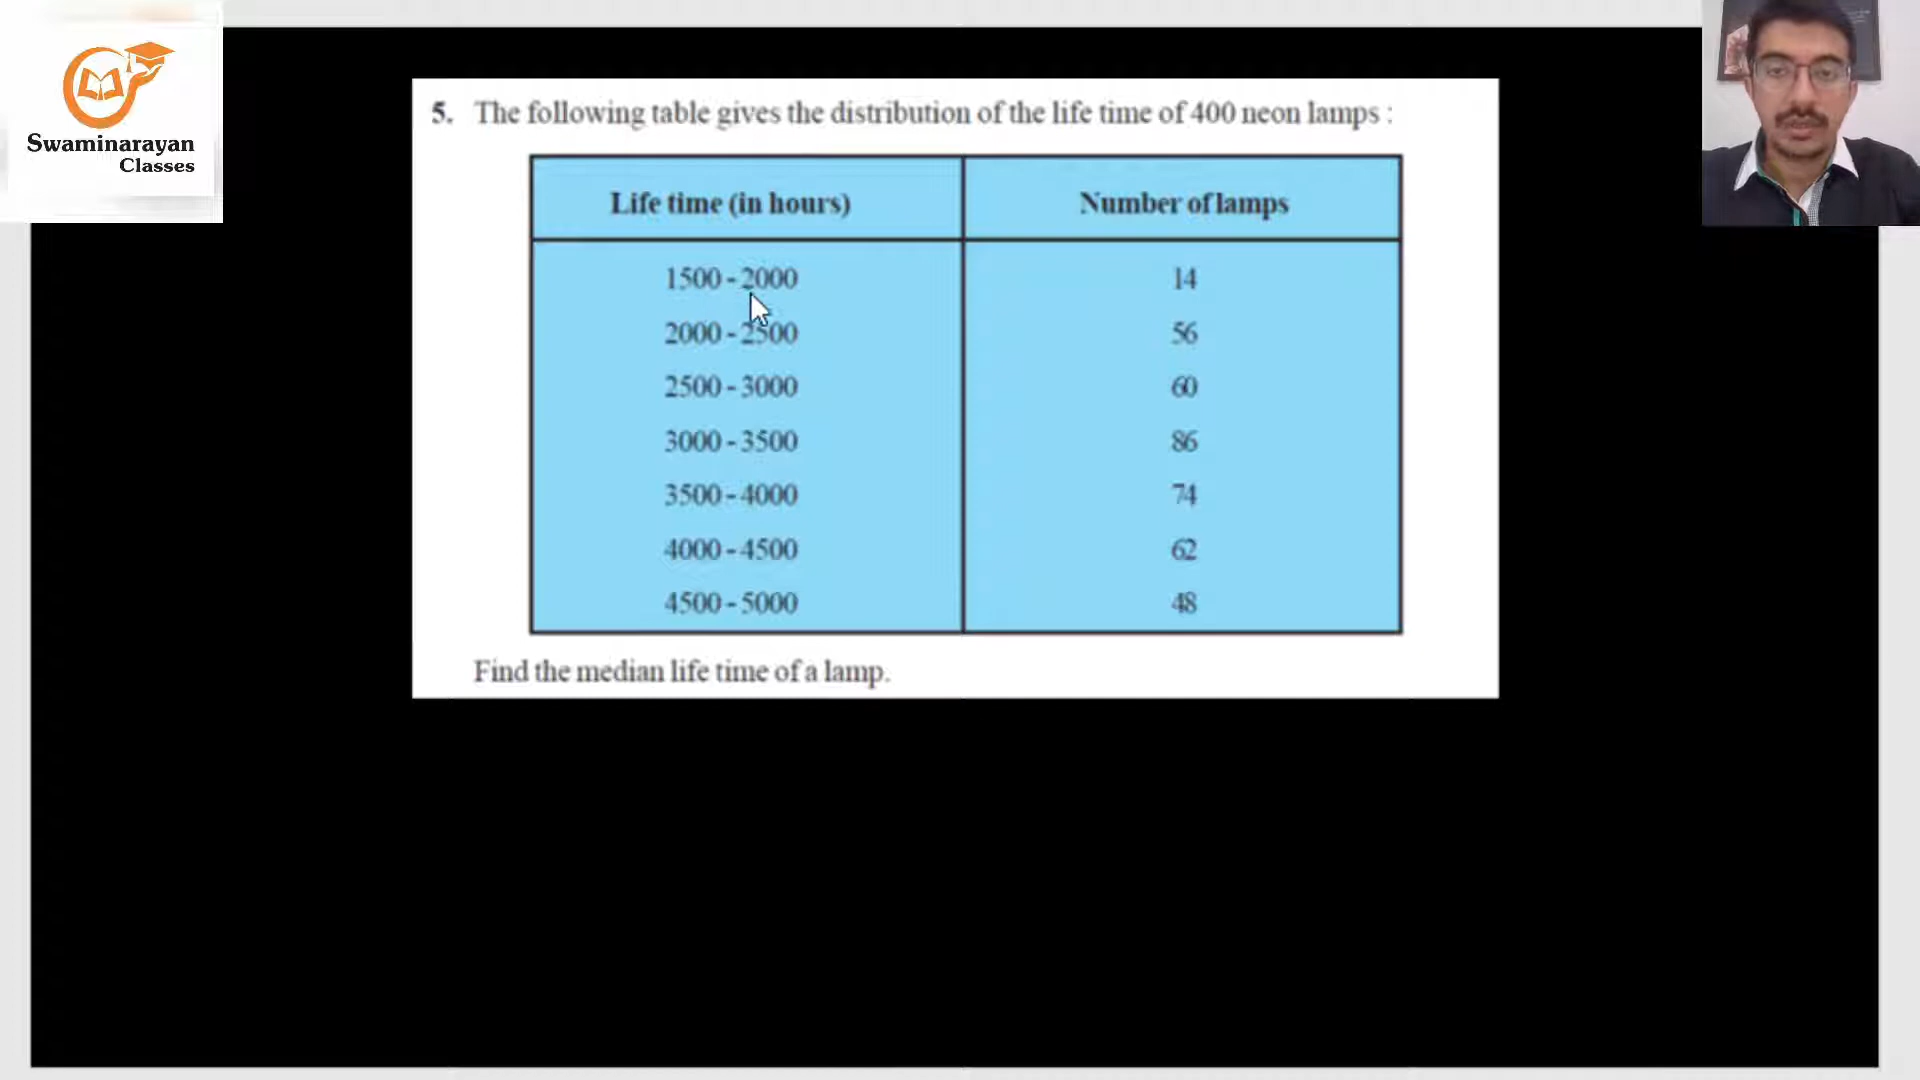 Swaminarayan
Classes
5. The following table gives the distribution of the life time of 400 neon lamps :
Life time (in hours) Number of lamps
1500 - 2000 14
2000 - 2500 56
2500 - 3000 60
3000 - 3500 86
3500 - 4000 74
4000 - 4500 62
4500 - 5000 48
Find the median life time of a lamp.